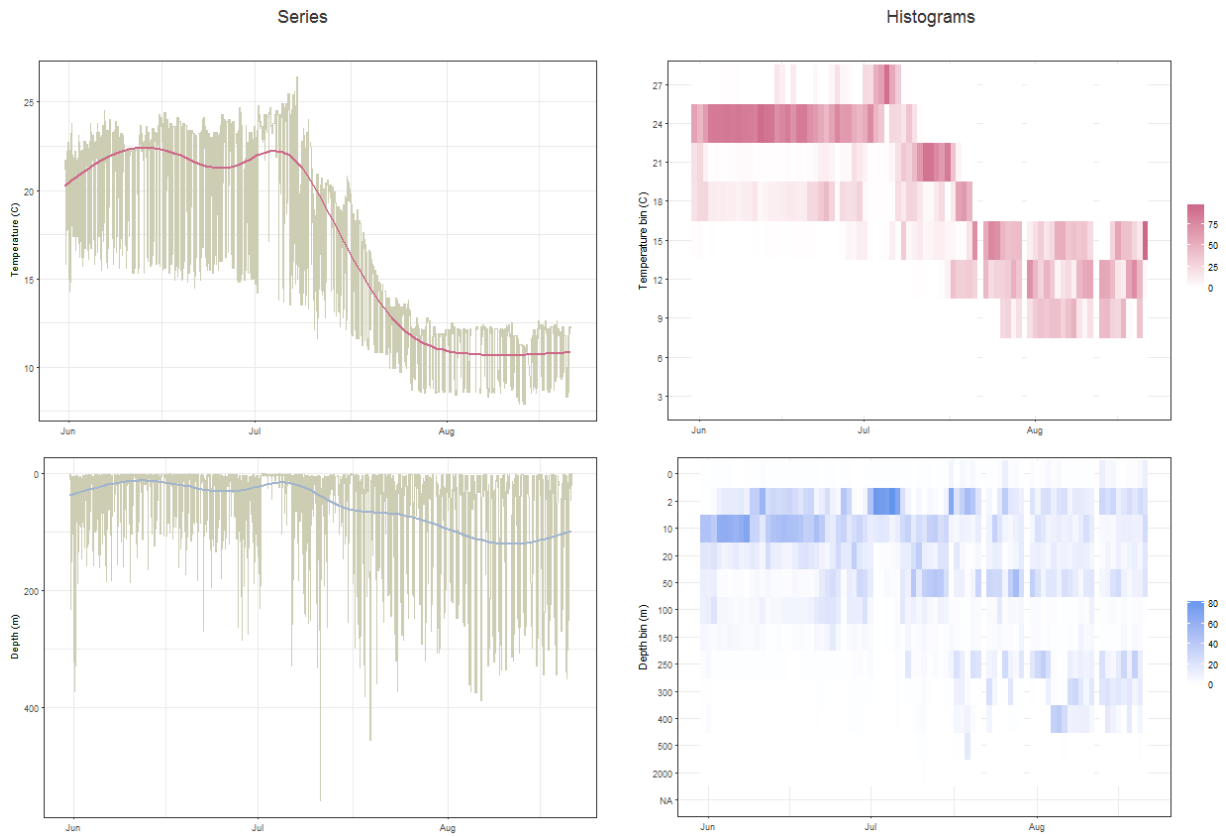 Series
Histograms
Temperature (C)
25
20
15
10
Jun
Jul
Aug
Temperature bin (C)
27
24
21
18
15
12
9
6
3
Jun
Jul
Aug
75
50
25
0
Depth (m)
0
200
400
Jun
Jul
Aug
Depth bin (m)
0
2
10
20
50
100
150
250
300
400
500
2000
NA
Jun
Jul
Aug
80
60
40
20
0